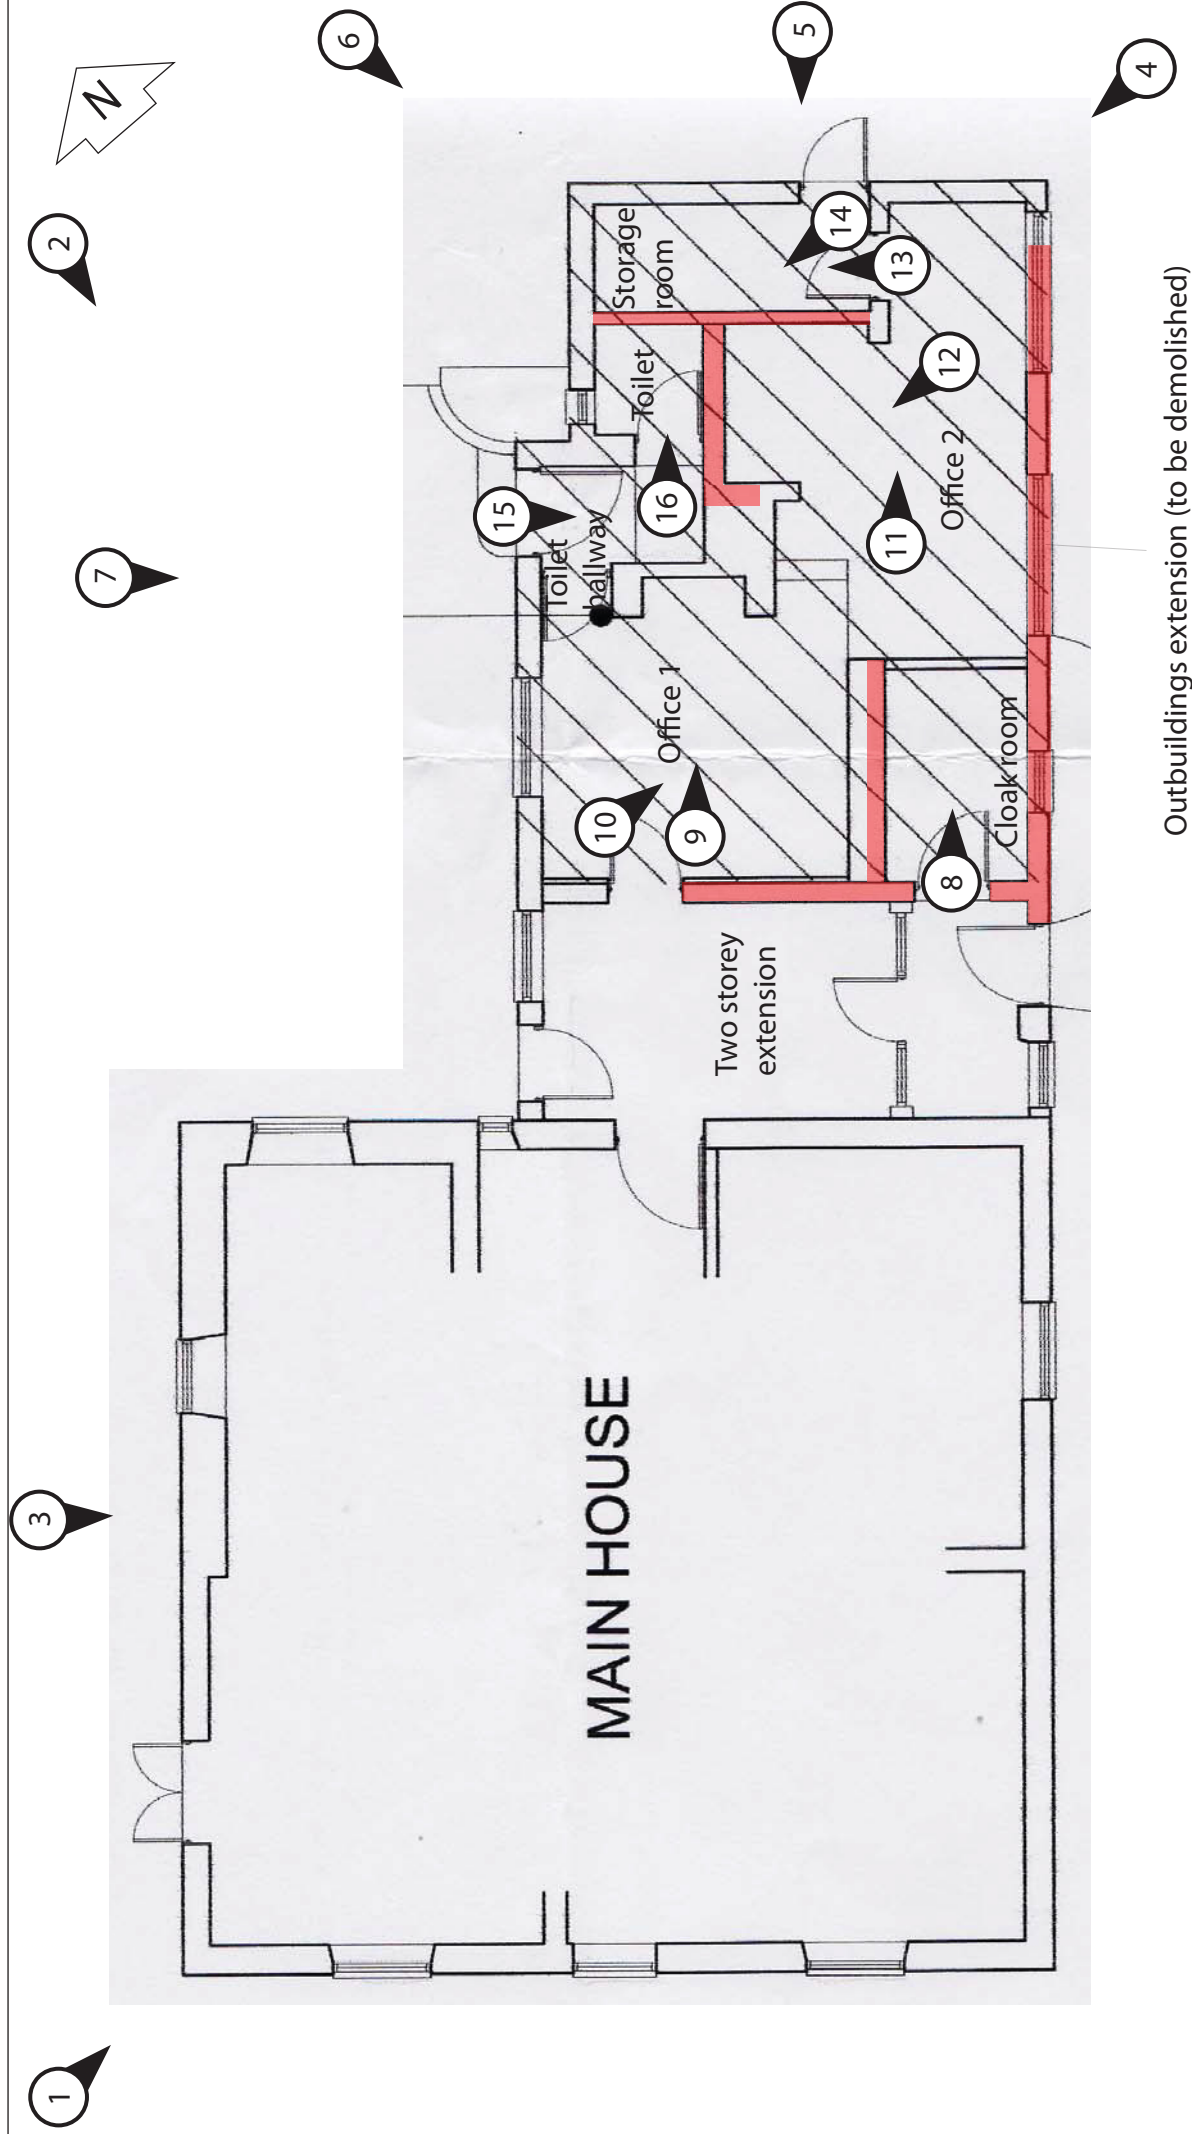 N
1
2
3
4
5
6
7
8
9
10
11
12
13
14
15
16
MAIN HOUSE
Two storey
extension
Office 1
Toilet
hallway
Toilet
Storage
room
Office 2
Cloak room
Outbuildings extension (to be demolished)